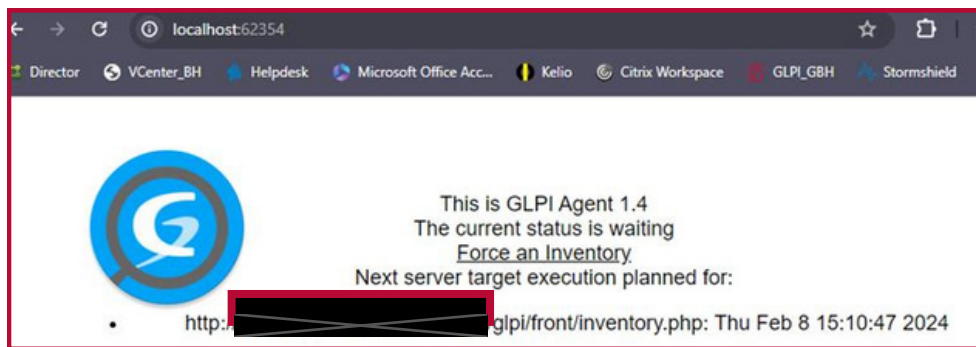 localhost:62354
Director VCenter_BH Helpdesk Microsoft Office Acc... Kelio Citrix Workspace GLPI_GBH Stormshield
This is GLPI Agent 1.4
The current status is waiting
Force an Inventory
Next server target execution planned for:
• http:/ glpi/front/inventory.php: Thu Feb 8 15:10:47 2024